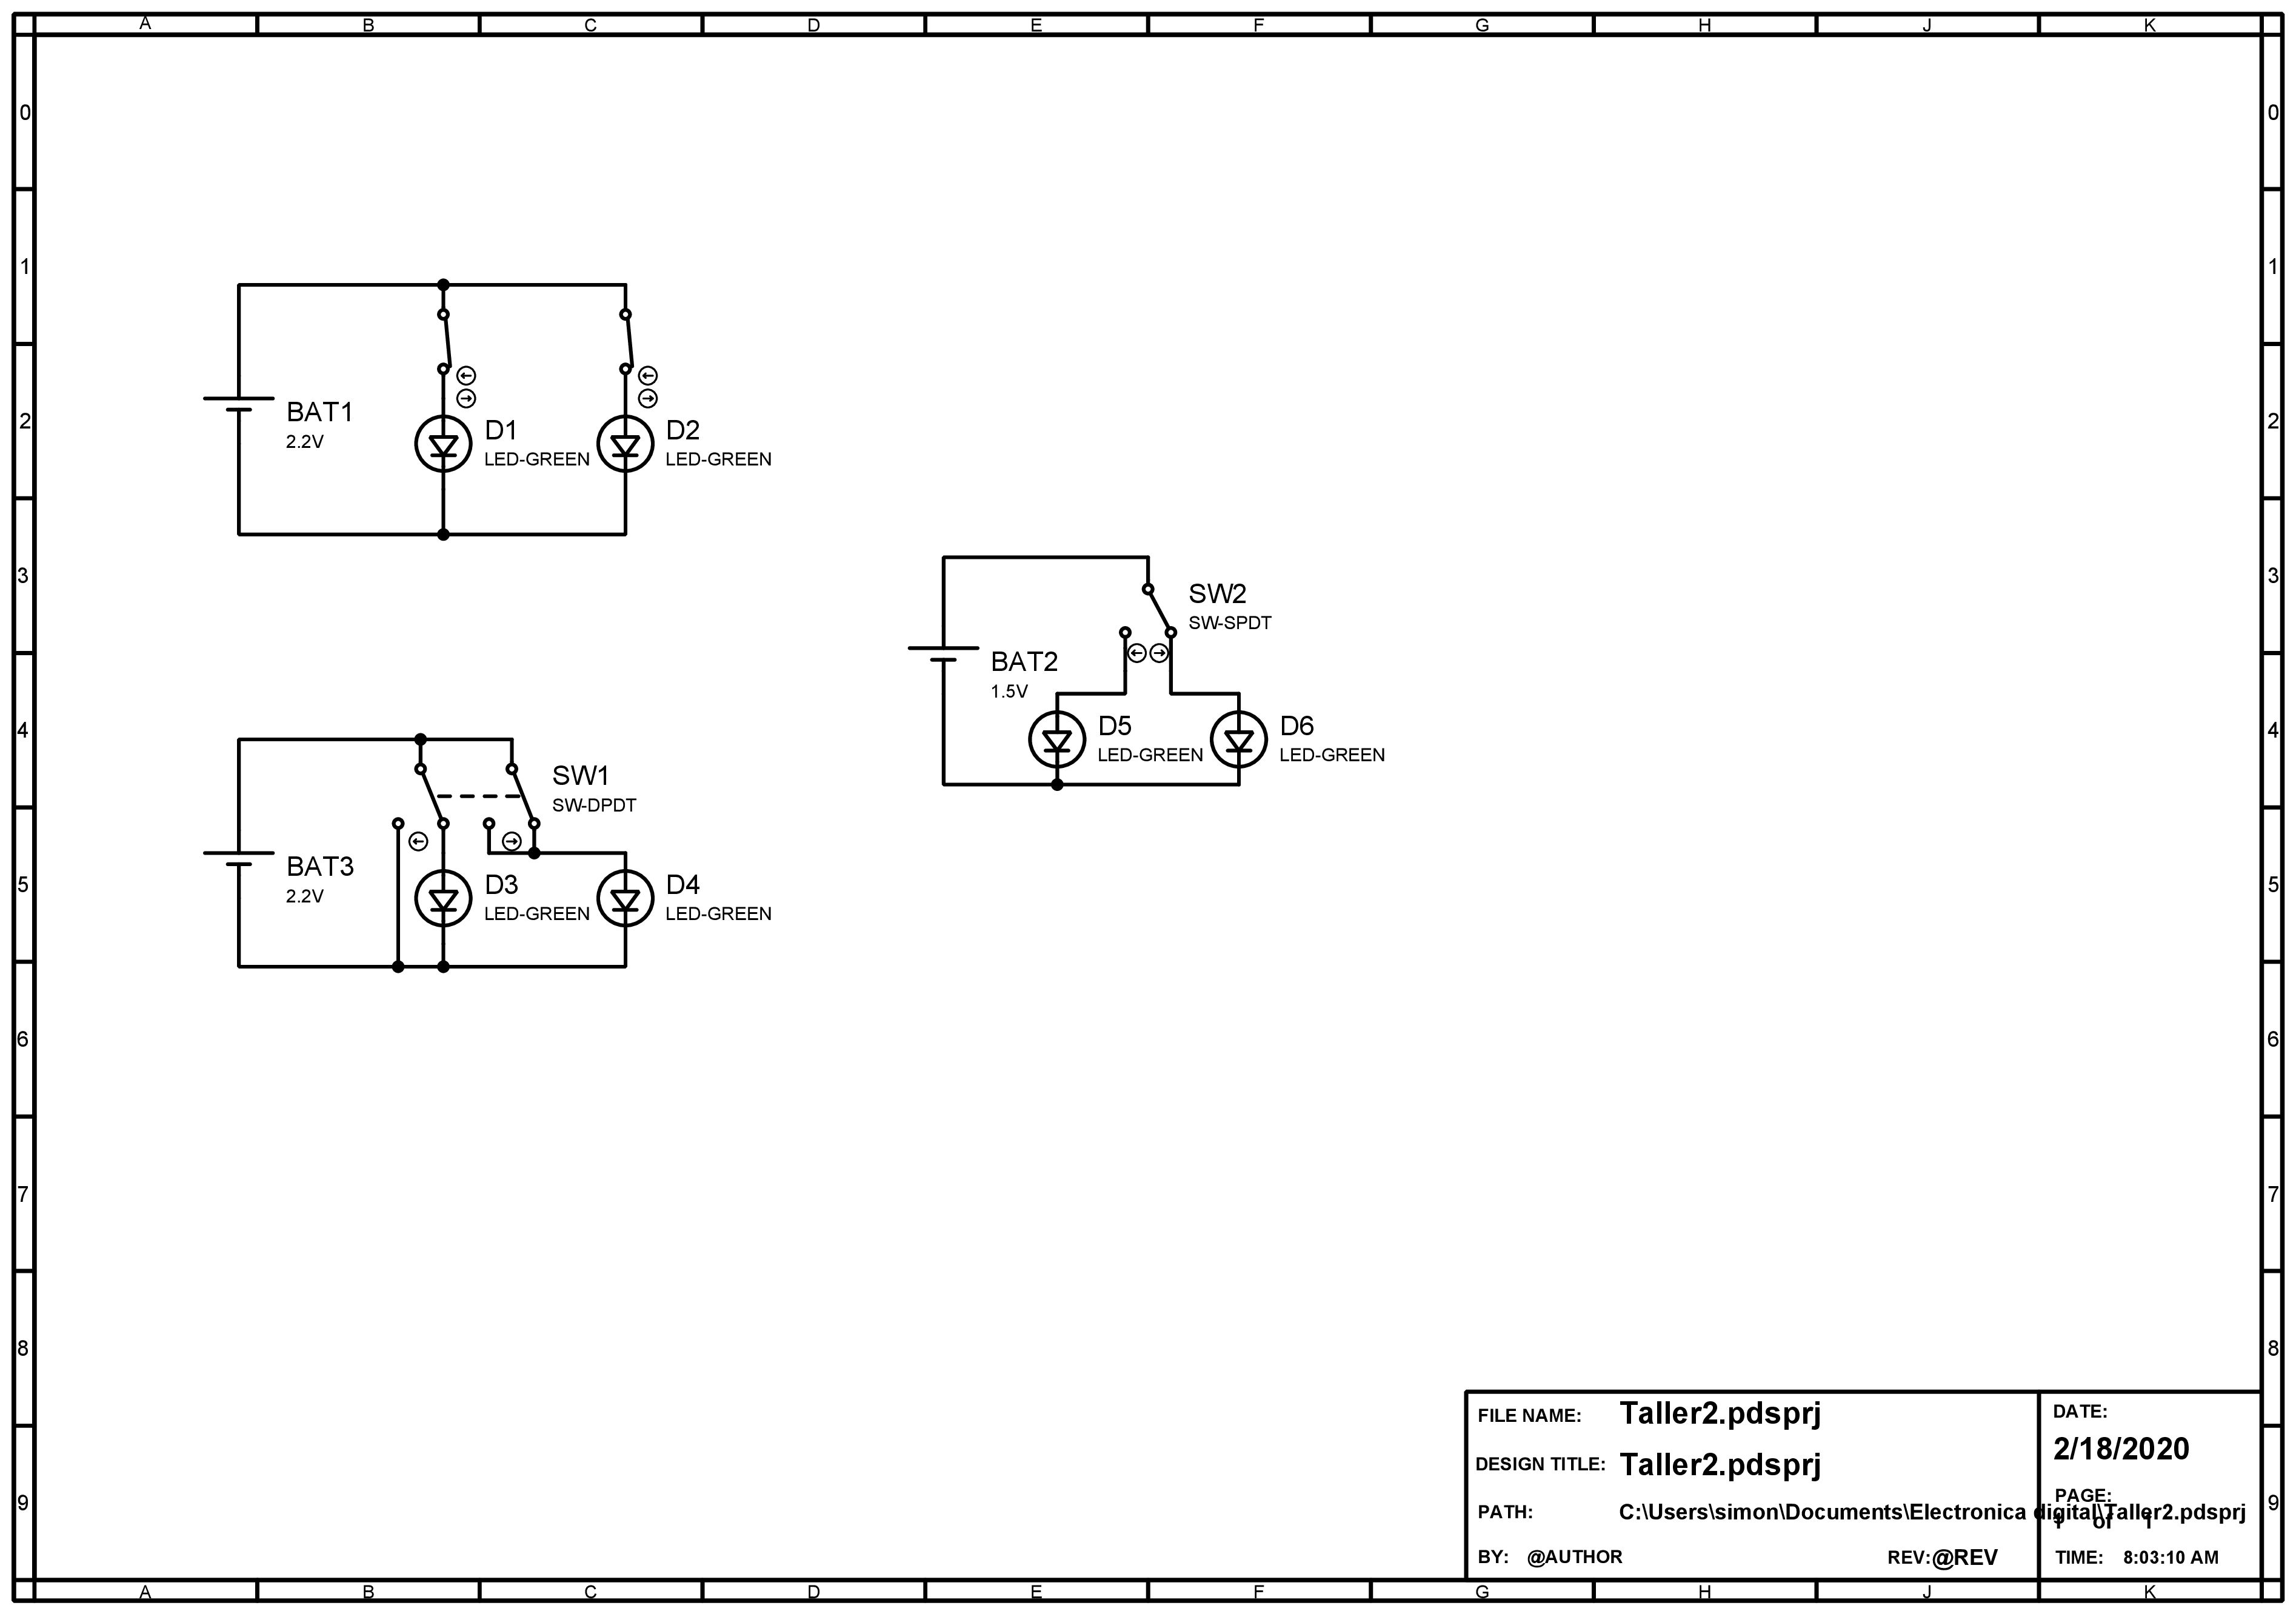 A B C D E F G H J K
0 0
1 1
BAT1
2.2V
D1
LED-GREEN
D2
LED-GREEN
2 2
3 3
SW2
SW-SPDT
BAT2
1.5V
D5
LED-GREEN
D6
LED-GREEN
4 4
SW1
SW-DPDT
BAT3
2.2V
D3
LED-GREEN
D4
LED-GREEN
5 5
6 6
7 7
8 8
9 9
FILE NAME: Taller2.pdsprj
DESIGN TITLE: Taller2.pdsprj
PATH: C:\Users\simon\Documents\Electronica digital\Taller2.pdsprj
BY: @AUTHOR
REV:@REV
DATE:
2/18/2020
PAGE:
1 of 1
TIME: 8:03:10 AM
A B C D E F G H J K